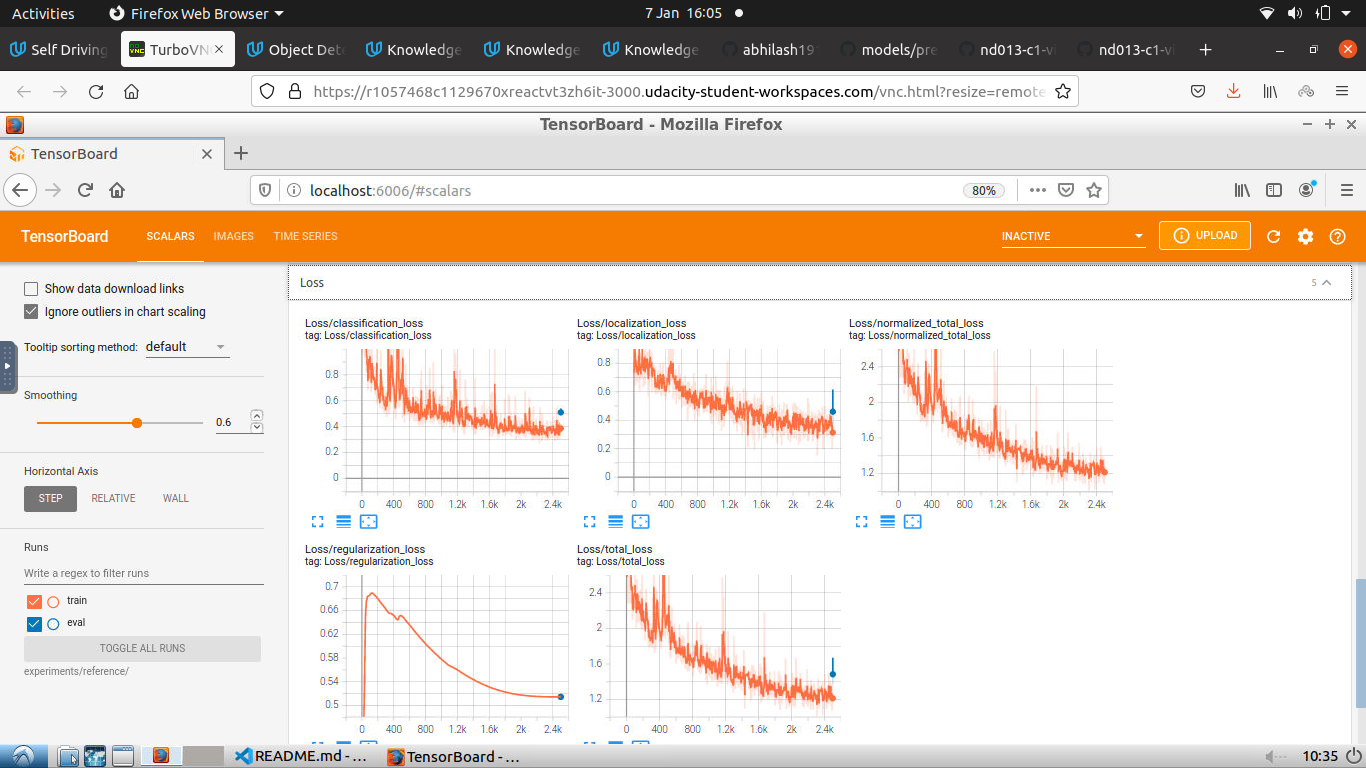 Activities Firefox Web Browser 7 Jan 16:05
Self Driving TurboVN Object Det Knowledge Knowledge Knowledge abhilash19 models/pre nd013-c1-vi nd013-c1-vi
https://r1057468c1129670xreactvt3zh6it-3000.udacity-student-workspaces.com/vnc.html?resize=remote
TensorBoard - Mozilla Firefox
TensorBoard
localhost:6006/#scalars 80%
TensorBoard SCALARS IMAGES TIME SERIES INACTIVE UPLOAD
Show data download links
Ignore outliers in chart scaling
Tooltip sorting method: default
Smoothing
0.6
Horizontal Axis
STEP RELATIVE WALL
Runs
Write a regex to filter runs
train
eval
TOGGLE ALL RUNS
experiments/reference/
Loss 5
Loss/classification_loss
tag: Loss/classification_loss
0.8
0.6
0.4
0.2
0
0 400 800 1.2k 1.6k 2k 2.4k
Loss/localization_loss
tag: Loss/localization_loss
0.8
0.6
0.4
0.2
0
0 400 800 1.2k 1.6k 2k 2.4k
Loss/normalized_total_loss
tag: Loss/normalized_total_loss
2.4
2
1.6
1.2
0 400 800 1.2k 1.6k 2k 2.4k
Loss/regularization_loss
tag: Loss/regularization_loss
0.7
0.66
0.62
0.58
0.54
0.5
0 400 800 1.2k 1.6k 2k 2.4k
Loss/total_loss
tag: Loss/total_loss
2.4
2
1.6
1.2
0 400 800 1.2k 1.6k 2k 2.4k
README.md - ... TensorBoard - ... 10:35